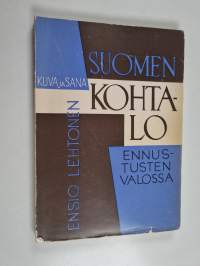 SUOMEN
KUVA JA SANA
KOHTA-
LO
ENNUS-
TUSTEN
VALOSSA
ENSIO LEHTONEN